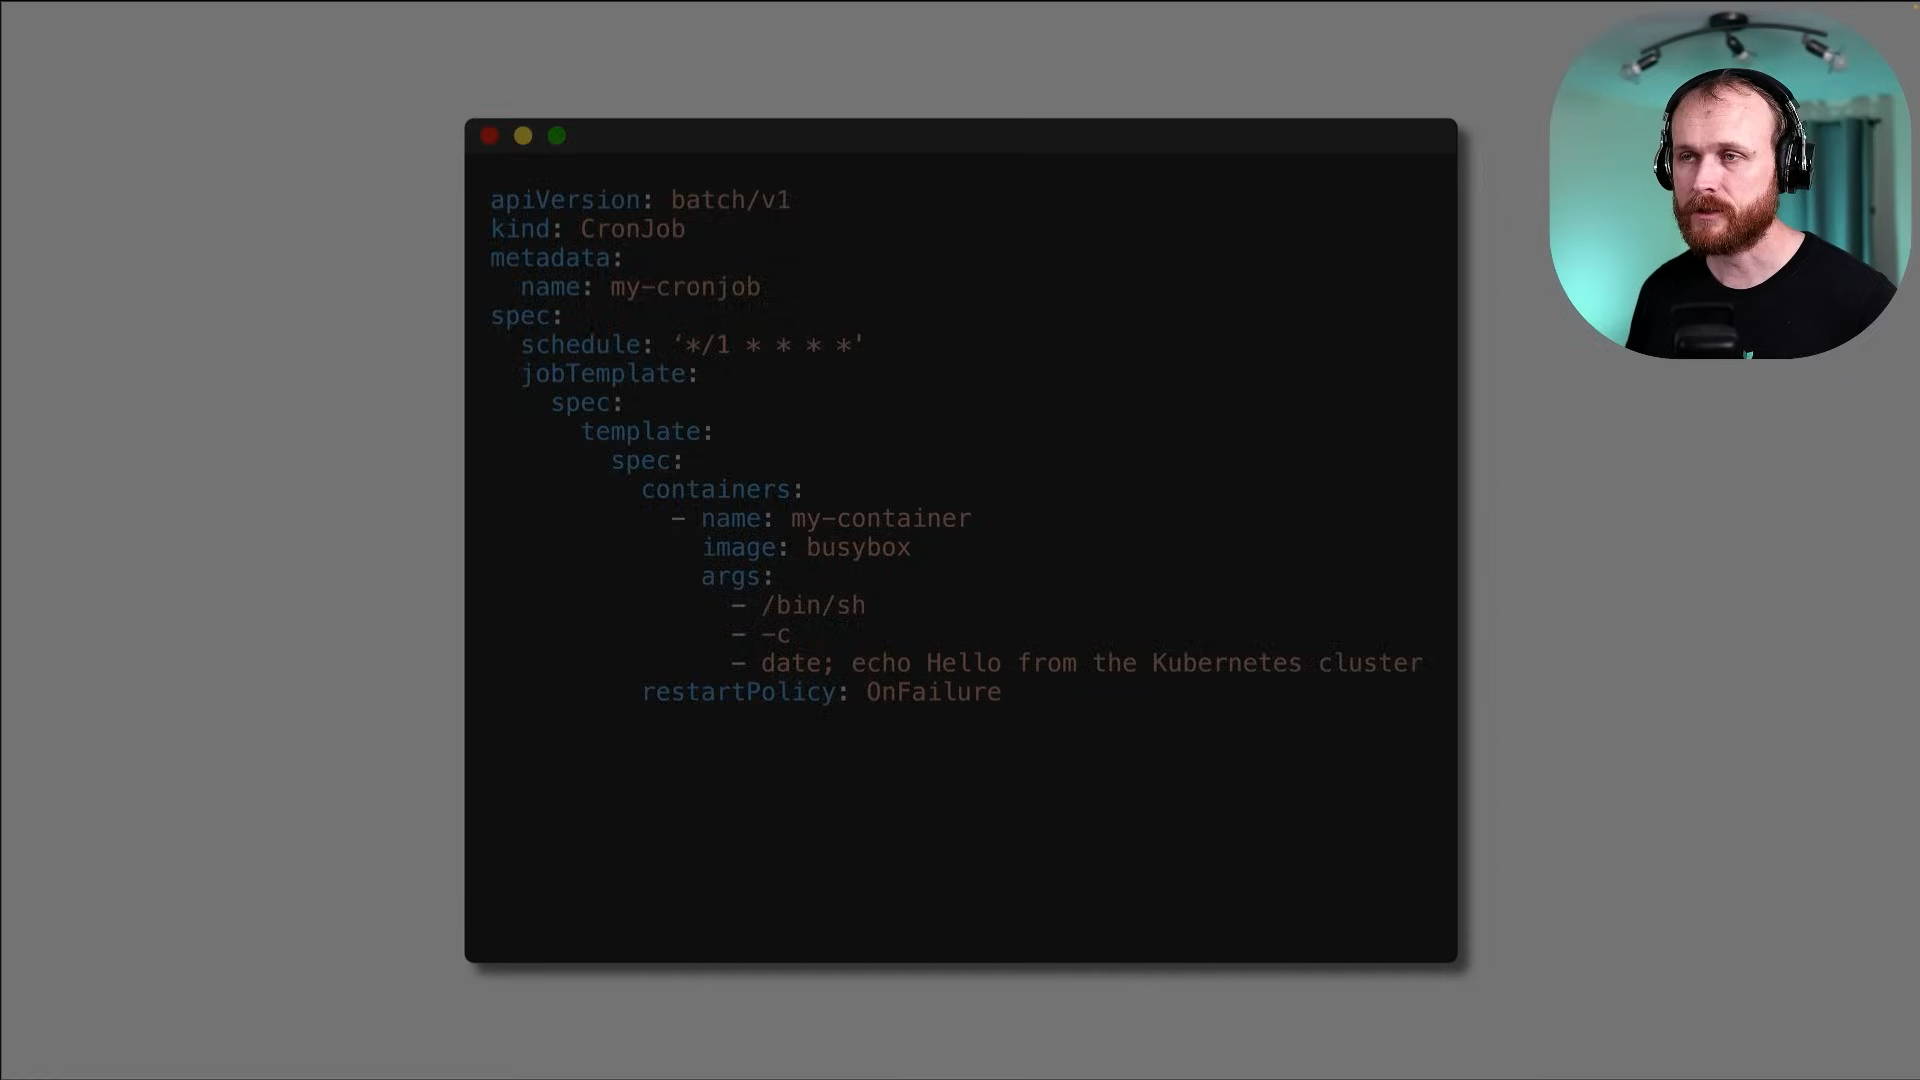 apiVersion: batch/v1
kind: CronJob
metadata:
  name: my-cronjob
spec:
  schedule: ‘*/1 * * * *'
  jobTemplate:
    spec:
      template:
        spec:
          containers:
            - name: my-container
              image: busybox
              args:
                - /bin/sh
                - -c
                - date; echo Hello from the Kubernetes cluster
          restartPolicy: OnFailure